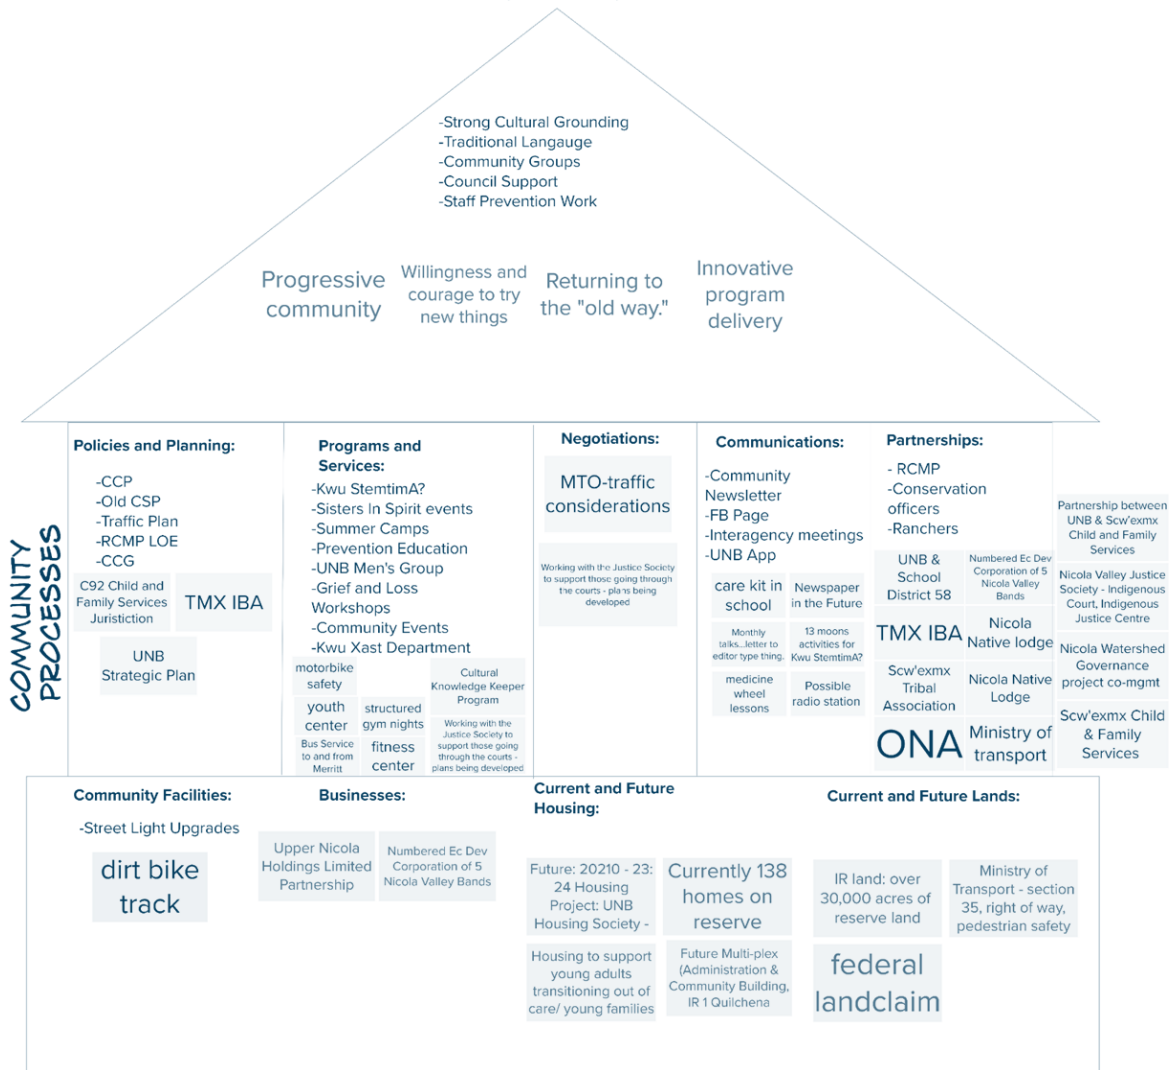 -Strong Cultural Grounding
-Traditional Langauge
-Community Groups
-Council Support
-Staff Prevention Work
Progressive
community
Willingness and
courage to try
new things
Returning to
the "old way."
Innovative
program
delivery
COMMUNITY
PROCESSES
Policies and Planning:
-CCP
-Old CSP
-Traffic Plan
-RCMP LOE
-CCG
C92 Child and
Family Services
Juristiction
TMX IBA
UNB
Strategic Plan
Programs and
Services:
-Kwu StemtimA?
-Sisters In Spirit events
-Summer Camps
-Prevention Education
-UNB Men's Group
-Grief and Loss
Workshops
-Community Events
-Kwu Xast Department
motorbike
safety
youth
center
structured
gym nights
Bus Service
to and from
Merritt
fitness
center
Cultural
Knowledge Keeper
Program
Working with the
Justice Society to
support those going
through the courts -
plans being developed
Negotiations:
MTO-traffic
considerations
Working with the Justice Society
to support those going through
the courts - plans being
developed
Communications:
-Community
Newsletter
-FB Page
-Interagency meetings
-UNB App
care kit in
school
Newspaper
in the Future
Monthly
talks...letter to
editor type thing.
13 moons
activities for
Kwu StemtimA?
medicine
wheel
lessons
Possible
radio station
Partnerships:
- RCMP
-Conservation
officers
-Ranchers
UNB &
School
District 58
Numbered Ec Dev
Corporation of 5
Nicola Valley
Bands
TMX IBA
Nicola
Native lodge
Scw'exmx
Tribal
Association
Nicola Native
Lodge
ONA
Ministry of
transport
Partnership between
UNB & Scw'exmx
Child and Family
Services
Nicola Valley Justice
Society - Indigenous
Court, Indigenous
Justice Centre
Nicola Watershed
Governance
project co-mgmt
Scw'exmx Child
& Family
Services
Community Facilities:
-Street Light Upgrades
dirt bike
track
Businesses:
Upper Nicola
Holdings Limited
Partnership
Numbered Ec Dev
Corporation of 5
Nicola Valley Bands
Current and Future
Housing:
Future: 20210 - 23:
24 Housing
Project: UNB
Housing Society -
Currently 138
homes on
reserve
Housing to support
young adults
transitioning out of
care/ young families
Future Multi-plex
(Administration &
Community Building,
IR 1 Quilchena
Current and Future Lands:
IR land: over
30,000 acres of
reserve land
Ministry of
Transport - section
35, right of way,
pedestrian safety
federal
landclaim